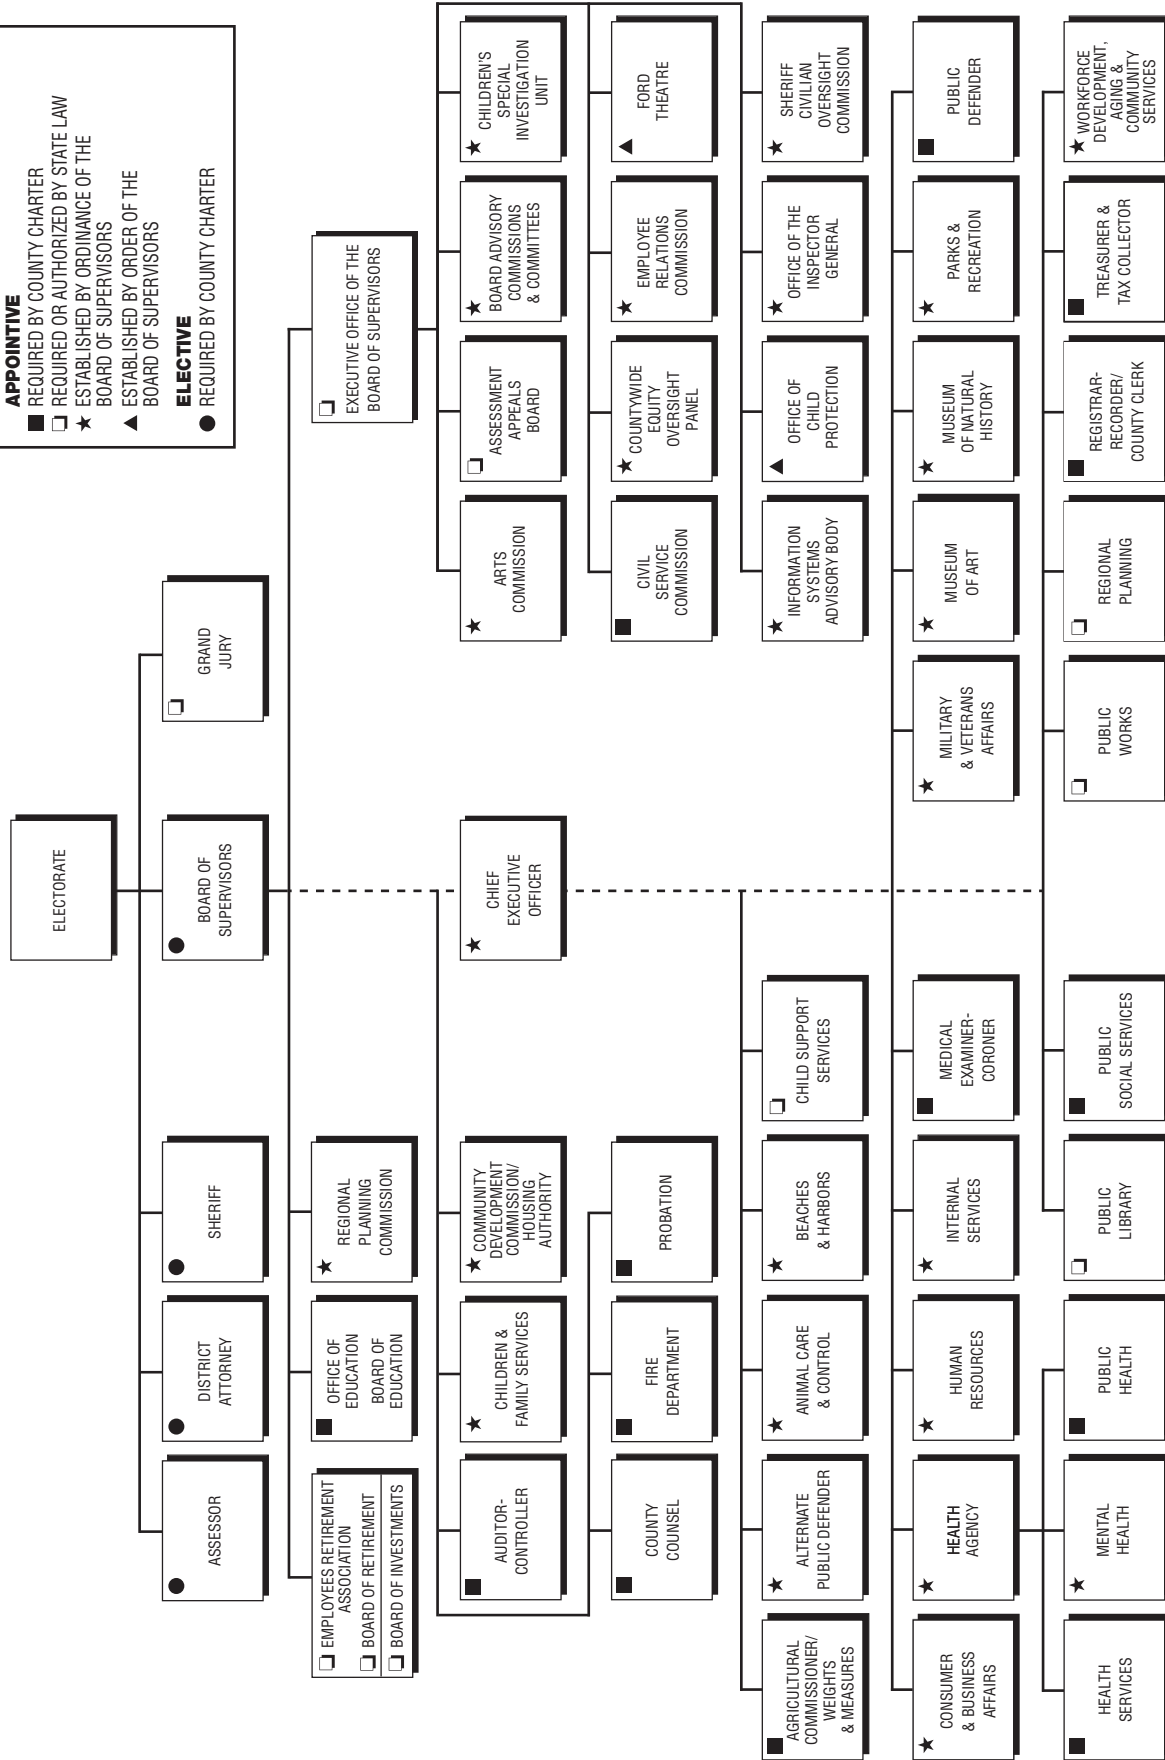 APPOINTIVE
REQUIRED BY COUNTY CHARTER
REQUIRED OR AUTHORIZED BY STATE LAW
ESTABLISHED BY ORDINANCE OF THE
BOARD OF SUPERVISORS
ESTABLISHED BY ORDER OF THE
BOARD OF SUPERVISORS
ELECTIVE
REQUIRED BY COUNTY CHARTER
ELECTORATE
ASSESSOR
DISTRICT
ATTORNEY
SHERIFF
BOARD OF
SUPERVISORS
GRAND
JURY
EMPLOYEES RETIREMENT
ASSOCIATION
BOARD OF RETIREMENT
BOARD OF INVESTMENTS
OFFICE OF
EDUCATION
BOARD OF
EDUCATION
REGIONAL
PLANNING
COMMISSION
EXECUTIVE OFFICE OF THE
BOARD OF SUPERVISORS
AUDITOR-
CONTROLLER
CHILDREN &
FAMILY SERVICES
COMMUNITY
DEVELOPMENT
COMMISSION/
HOUSING
AUTHORITY
CHIEF
EXECUTIVE
OFFICER
ARTS
COMMISSION
ASSESSMENT
APPEALS
BOARD
BOARD ADVISORY
COMMISSIONS
& COMMITTEES
CHILDREN'S
SPECIAL
INVESTIGATION
UNIT
COUNTY
COUNSEL
FIRE
DEPARTMENT
PROBATION
CIVIL
SERVICE
COMMISSION
COUNTYWIDE
EQUITY
OVERSIGHT
PANEL
EMPLOYEE
RELATIONS
COMMISSION
FORD
THEATRE
AGRICULTURAL
COMMISSIONER/
WEIGHTS
& MEASURES
ALTERNATE
PUBLIC DEFENDER
ANIMAL CARE
& CONTROL
BEACHES
& HARBORS
CHILD SUPPORT
SERVICES
INFORMATION
SYSTEMS
ADVISORY BODY
OFFICE OF
CHILD
PROTECTION
OFFICE OF THE
INSPECTOR
GENERAL
SHERIFF
CIVILIAN
OVERSIGHT
COMMISSION
CONSUMER
& BUSINESS
AFFAIRS
HEALTH
AGENCY
HUMAN
RESOURCES
INTERNAL
SERVICES
MEDICAL
EXAMINER-
CORONER
MILITARY
& VETERANS
AFFAIRS
MUSEUM
OF ART
MUSEUM
OF NATURAL
HISTORY
PARKS &
RECREATION
PUBLIC
DEFENDER
HEALTH
SERVICES
MENTAL
HEALTH
PUBLIC
HEALTH
PUBLIC
LIBRARY
PUBLIC
SOCIAL SERVICES
PUBLIC
WORKS
REGIONAL
PLANNING
REGISTRAR-
RECORDER/
COUNTY CLERK
TREASURER &
TAX COLLECTOR
WORKFORCE
DEVELOPMENT,
AGING &
COMMUNITY
SERVICES